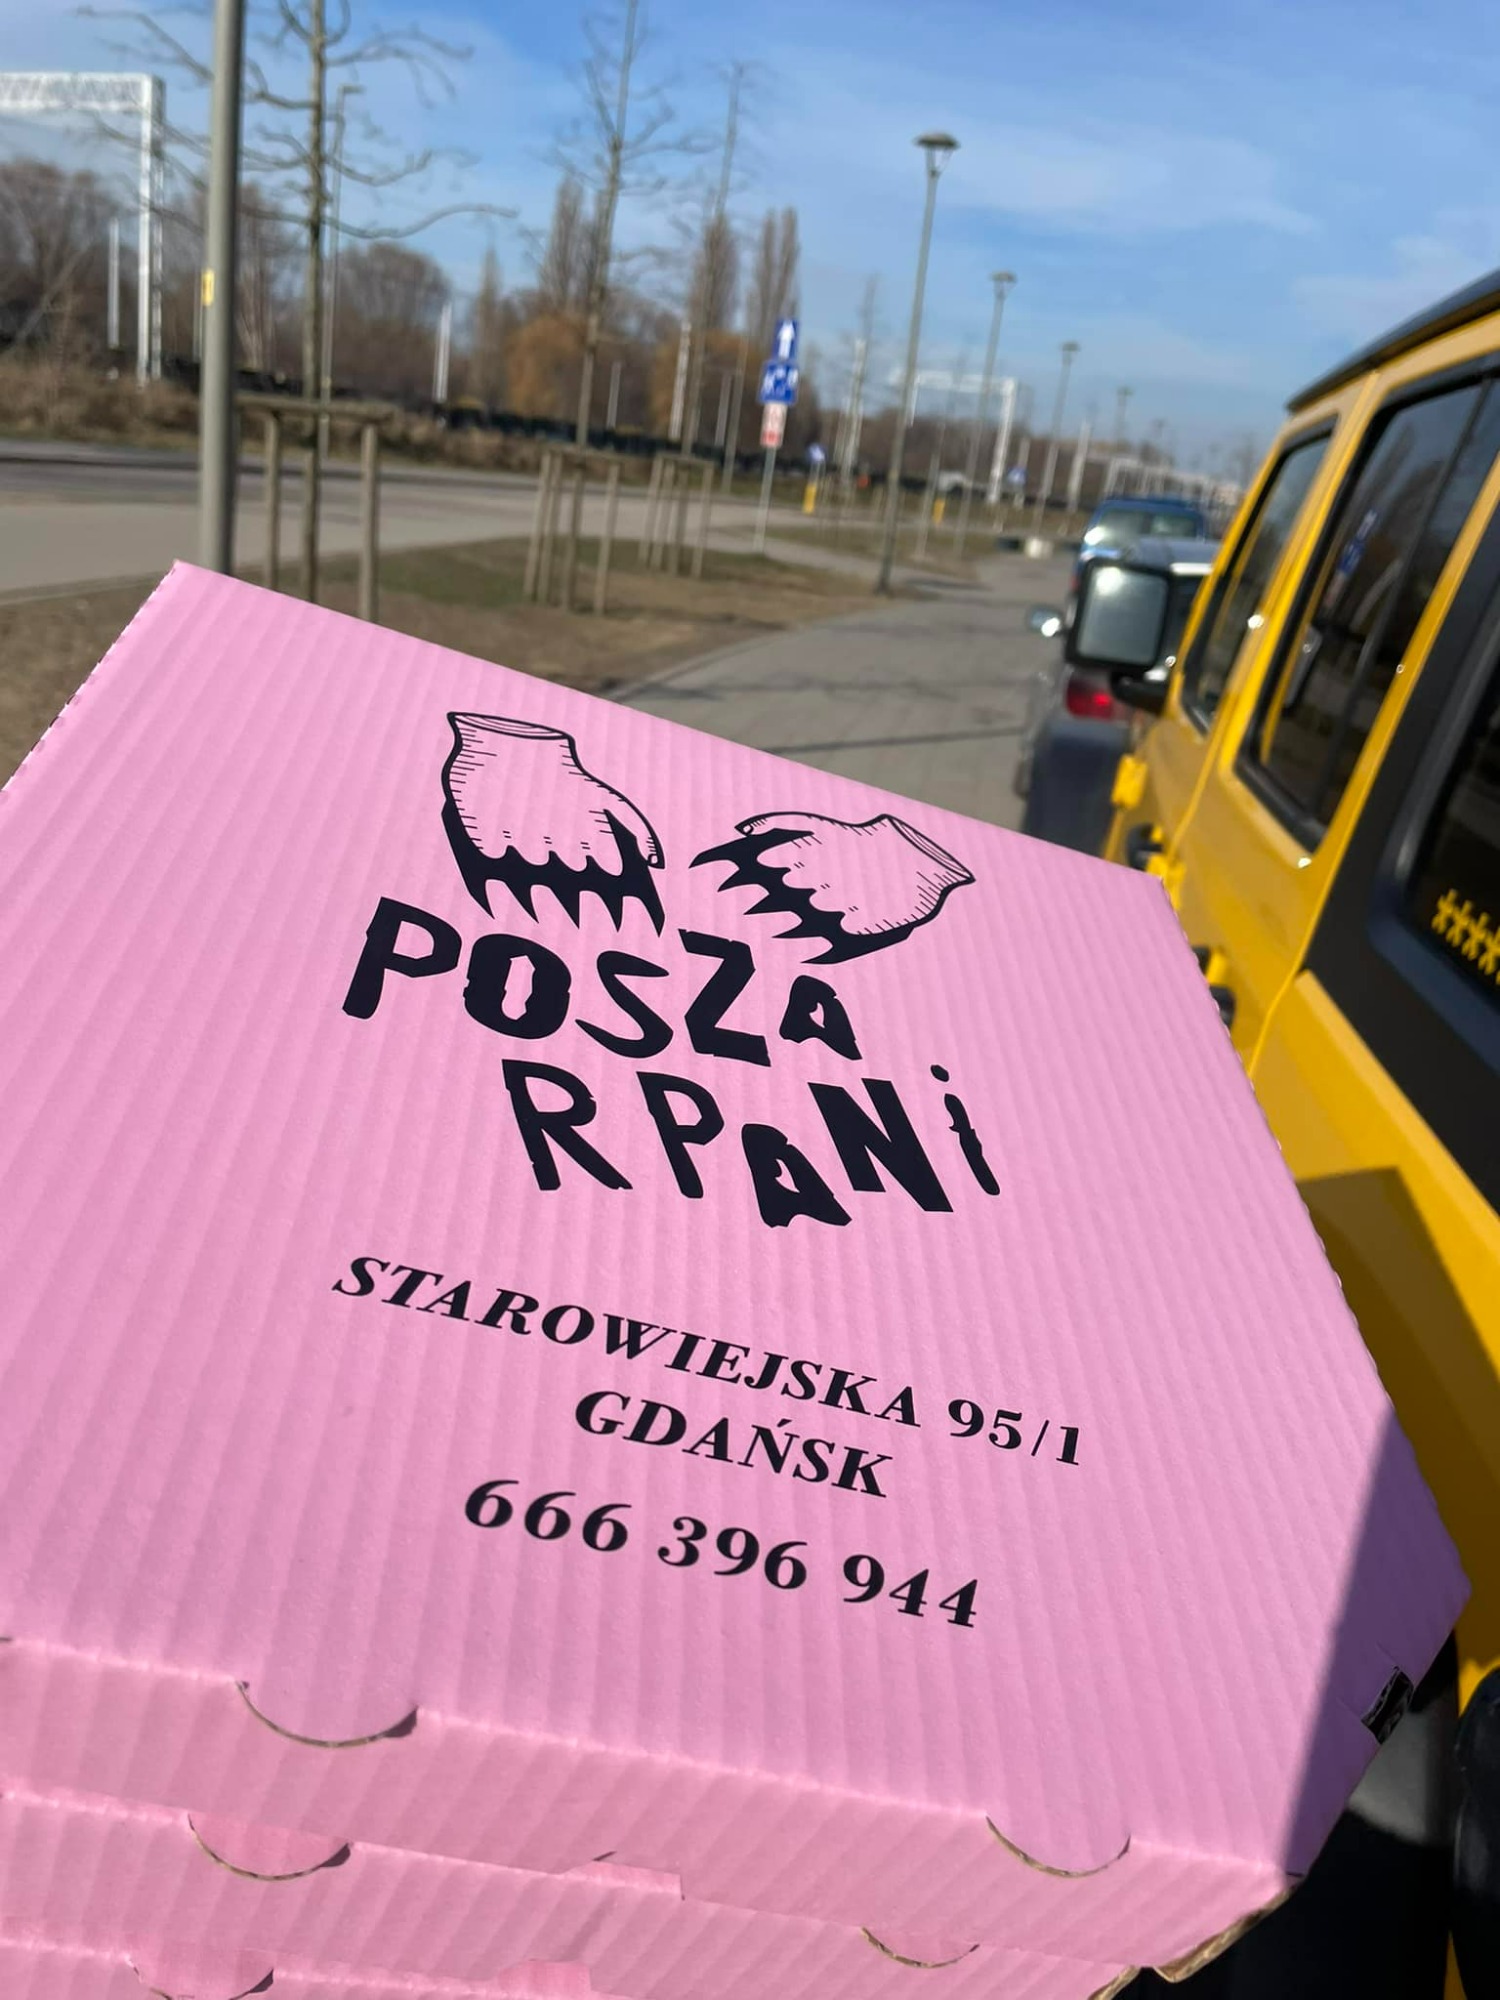 POSZA
RPANi
STAROWIEJSKA 95/1
GDAŃSK
666 396 944